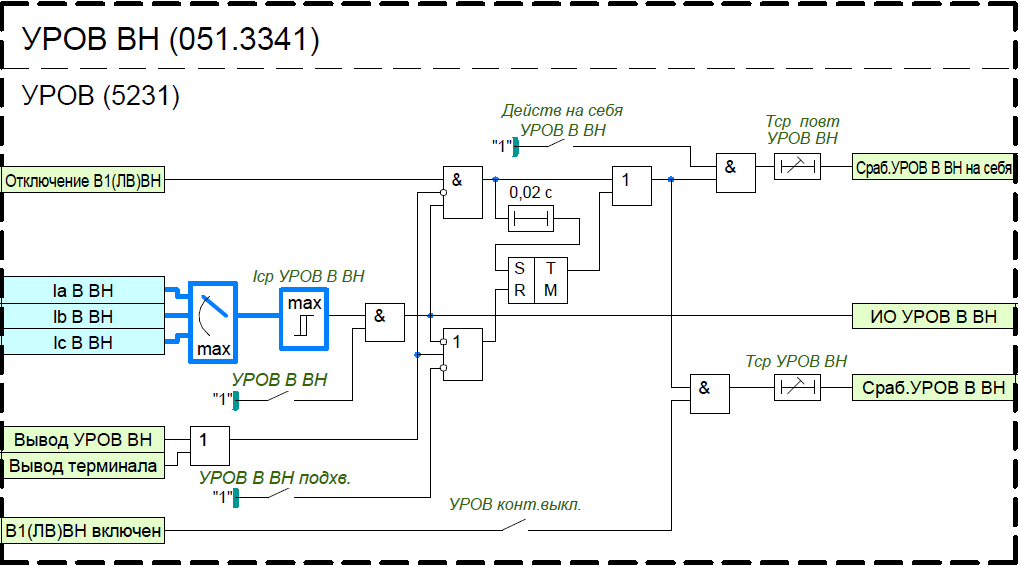 УРОВ ВН (051.3341)
УРОВ (5231)
Действ на себя
УРОВ В ВН
"1"
Тср повт
УРОВ ВН
Отключение В1(ЛВ)ВН
&
1
&
Сраб.УРОВ В ВН на себя
0,02 с
S T
R M
Iср УРОВ В ВН
Ia В ВН
Ib В ВН
Ic В ВН
max
max
&
ИО УРОВ В ВН
1
УРОВ В ВН
"1"
Тср УРОВ ВН
&
Сраб.УРОВ В ВН
Вывод УРОВ ВН
Вывод терминала
1
УРОВ В ВН подхв.
"1"
УРОВ конт.выкл.
В1(ЛВ)ВН включен